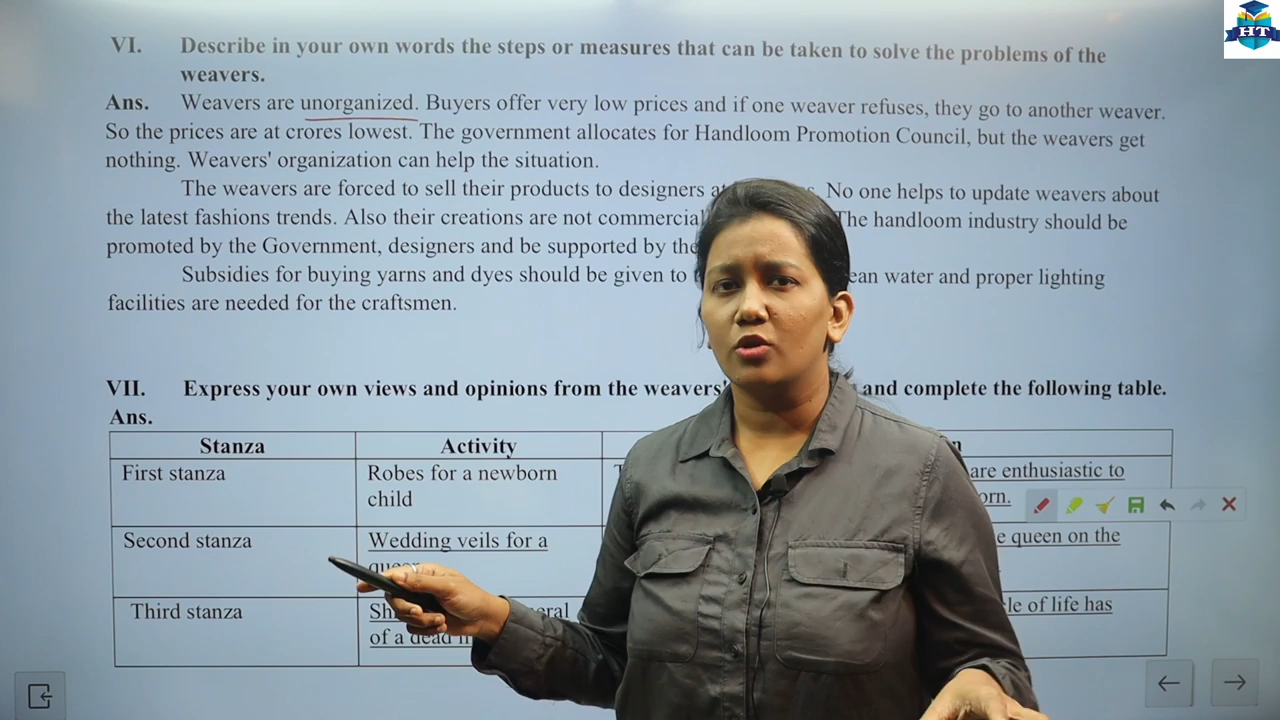 HT
VI. Describe in your own words the steps or measures that can be taken to solve the problems of the
weavers.
Ans. Weavers are unorganized. Buyers offer very low prices and if one weaver refuses, they go to another weaver.
So the prices are at crores lowest. The government allocates for Handloom Promotion Council, but the weavers get
nothing. Weavers' organization can help the situation.
The weavers are forced to sell their products to designers No one helps to update weavers about
the latest fashions trends. Also their creations are not The handloom industry should be
promoted by the Government, designers and be supported by the
Subsidies for buying yarns and dyes should be given to water and proper lighting
facilities are needed for the craftsmen.
VII. Express your own views and opinions from the weavers' and complete the following table.
Ans.
Stanza Activity
First stanza Robes for a newborn are enthusiastic to
child
Second stanza Wedding veils for a queen on the
Third stanza of life has
of a dead